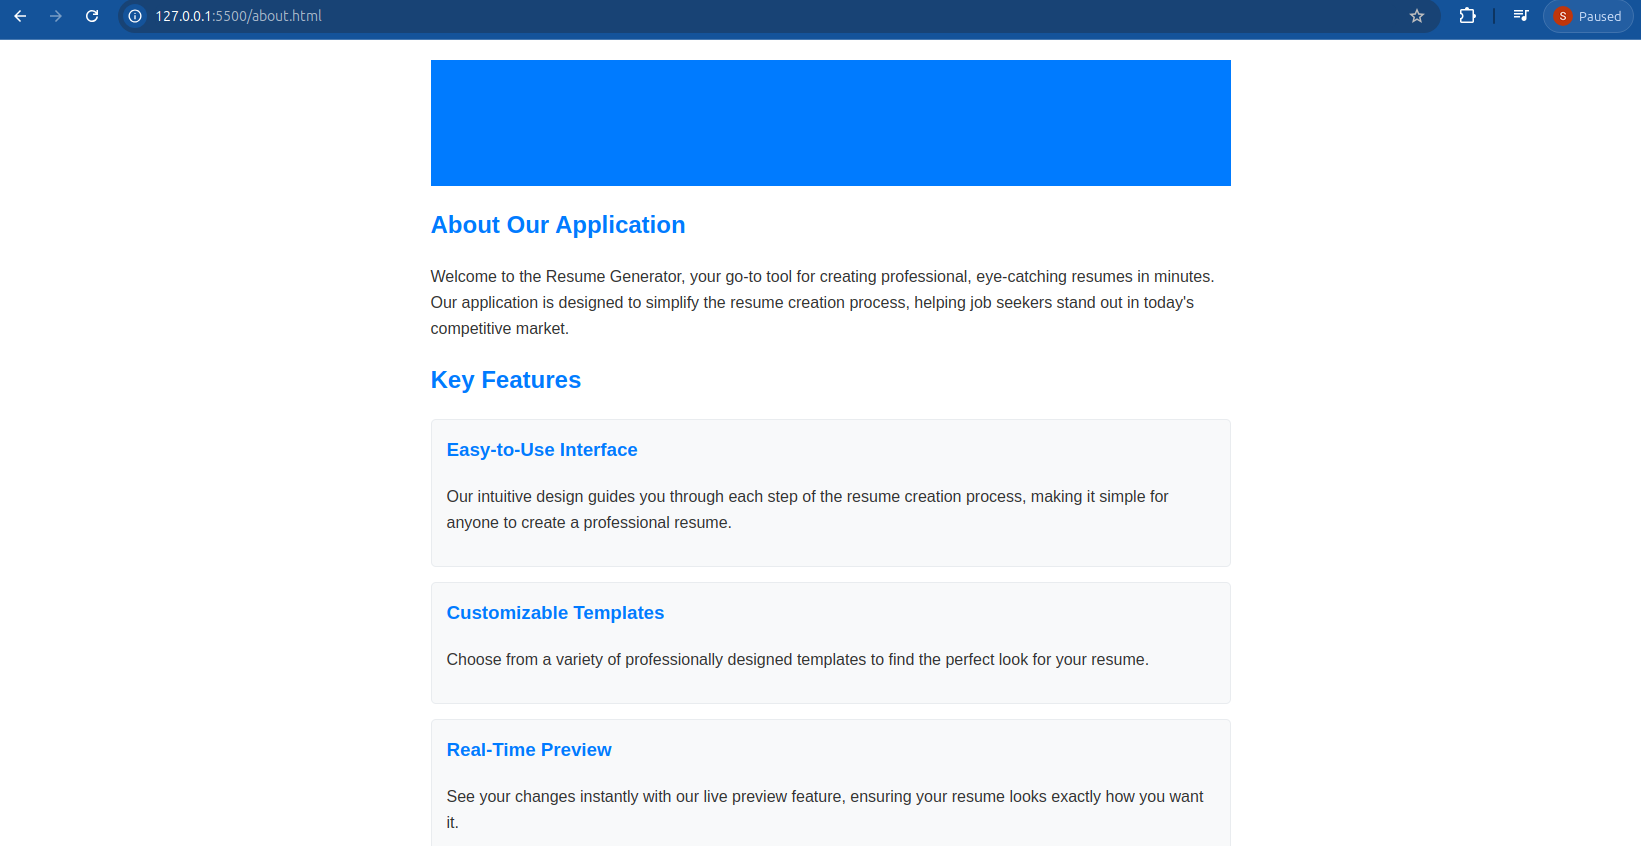 127.0.0.1:5500/about.html
S Paused
About Our Application
Welcome to the Resume Generator, your go-to tool for creating professional, eye-catching resumes in minutes.
Our application is designed to simplify the resume creation process, helping job seekers stand out in today's
competitive market.
Key Features
Easy-to-Use Interface
Our intuitive design guides you through each step of the resume creation process, making it simple for
anyone to create a professional resume.
Customizable Templates
Choose from a variety of professionally designed templates to find the perfect look for your resume.
Real-Time Preview
See your changes instantly with our live preview feature, ensuring your resume looks exactly how you want
it.